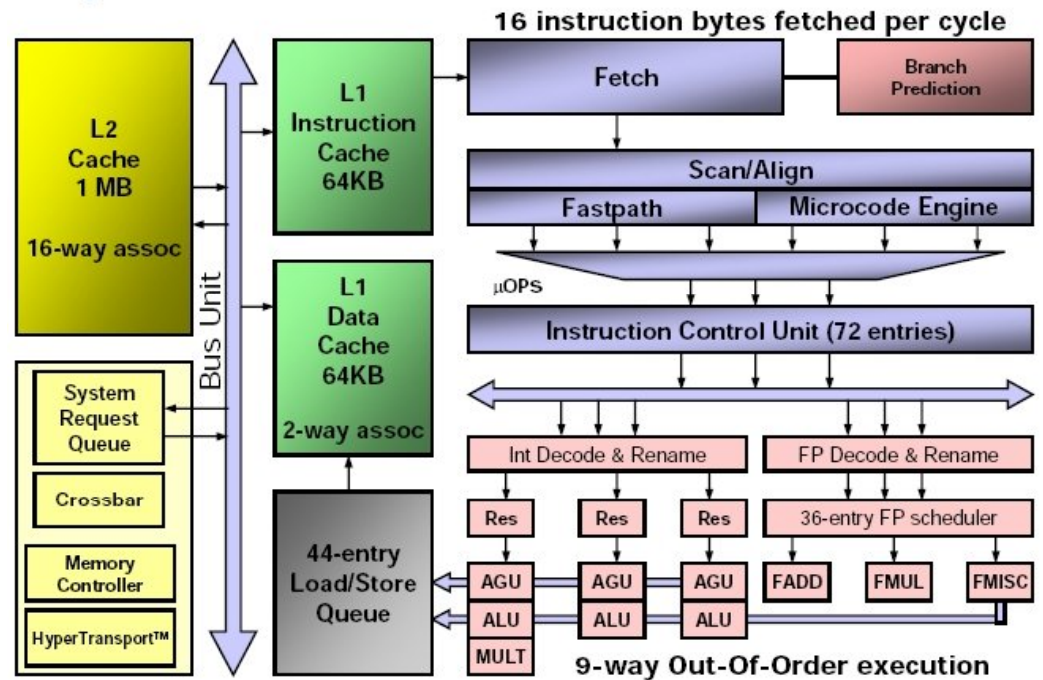 16 instruction bytes fetched per cycle
L2
Cache
1 MB
16-way assoc
Bus Unit
L1
Instruction
Cache
64KB
Fetch
Branch
Prediction
Scan/Align
Fastpath
Microcode Engine
µOPS
L1
Data
Cache
64KB
2-way assoc
Instruction Control Unit (72 entries)
System
Request
Queue
Crossbar
Memory
Controller
HyperTransport™
44-entry
Load/Store
Queue
Int Decode & Rename
FP Decode & Rename
Res
Res
Res
36-entry FP scheduler
AGU
AGU
AGU
FADD
FMUL
FMISC
ALU
ALU
ALU
MULT
9-way Out-Of-Order execution